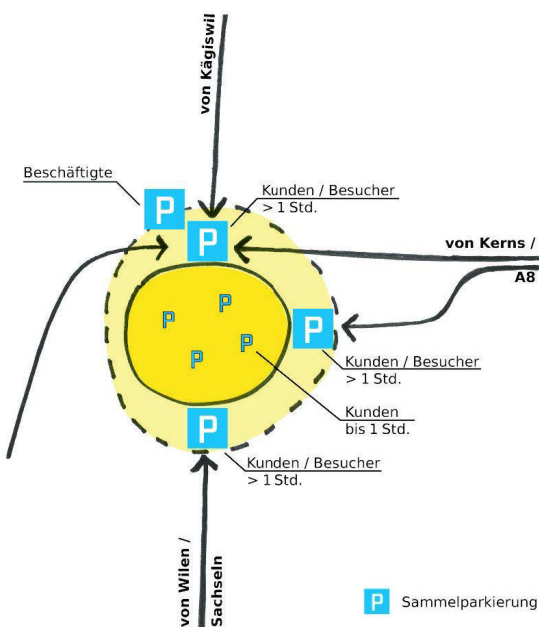 von Kägiswil
Beschäftigte
P
Kunden / Besucher
> 1 Std.
P
von Kerns /
A8
P
P
P
P
P
P
Kunden / Besucher
> 1 Std.
Kunden
bis 1 Std.
P
Kunden / Besucher
> 1 Std.
von Wilen /
Sachseln
P Sammelparkierung